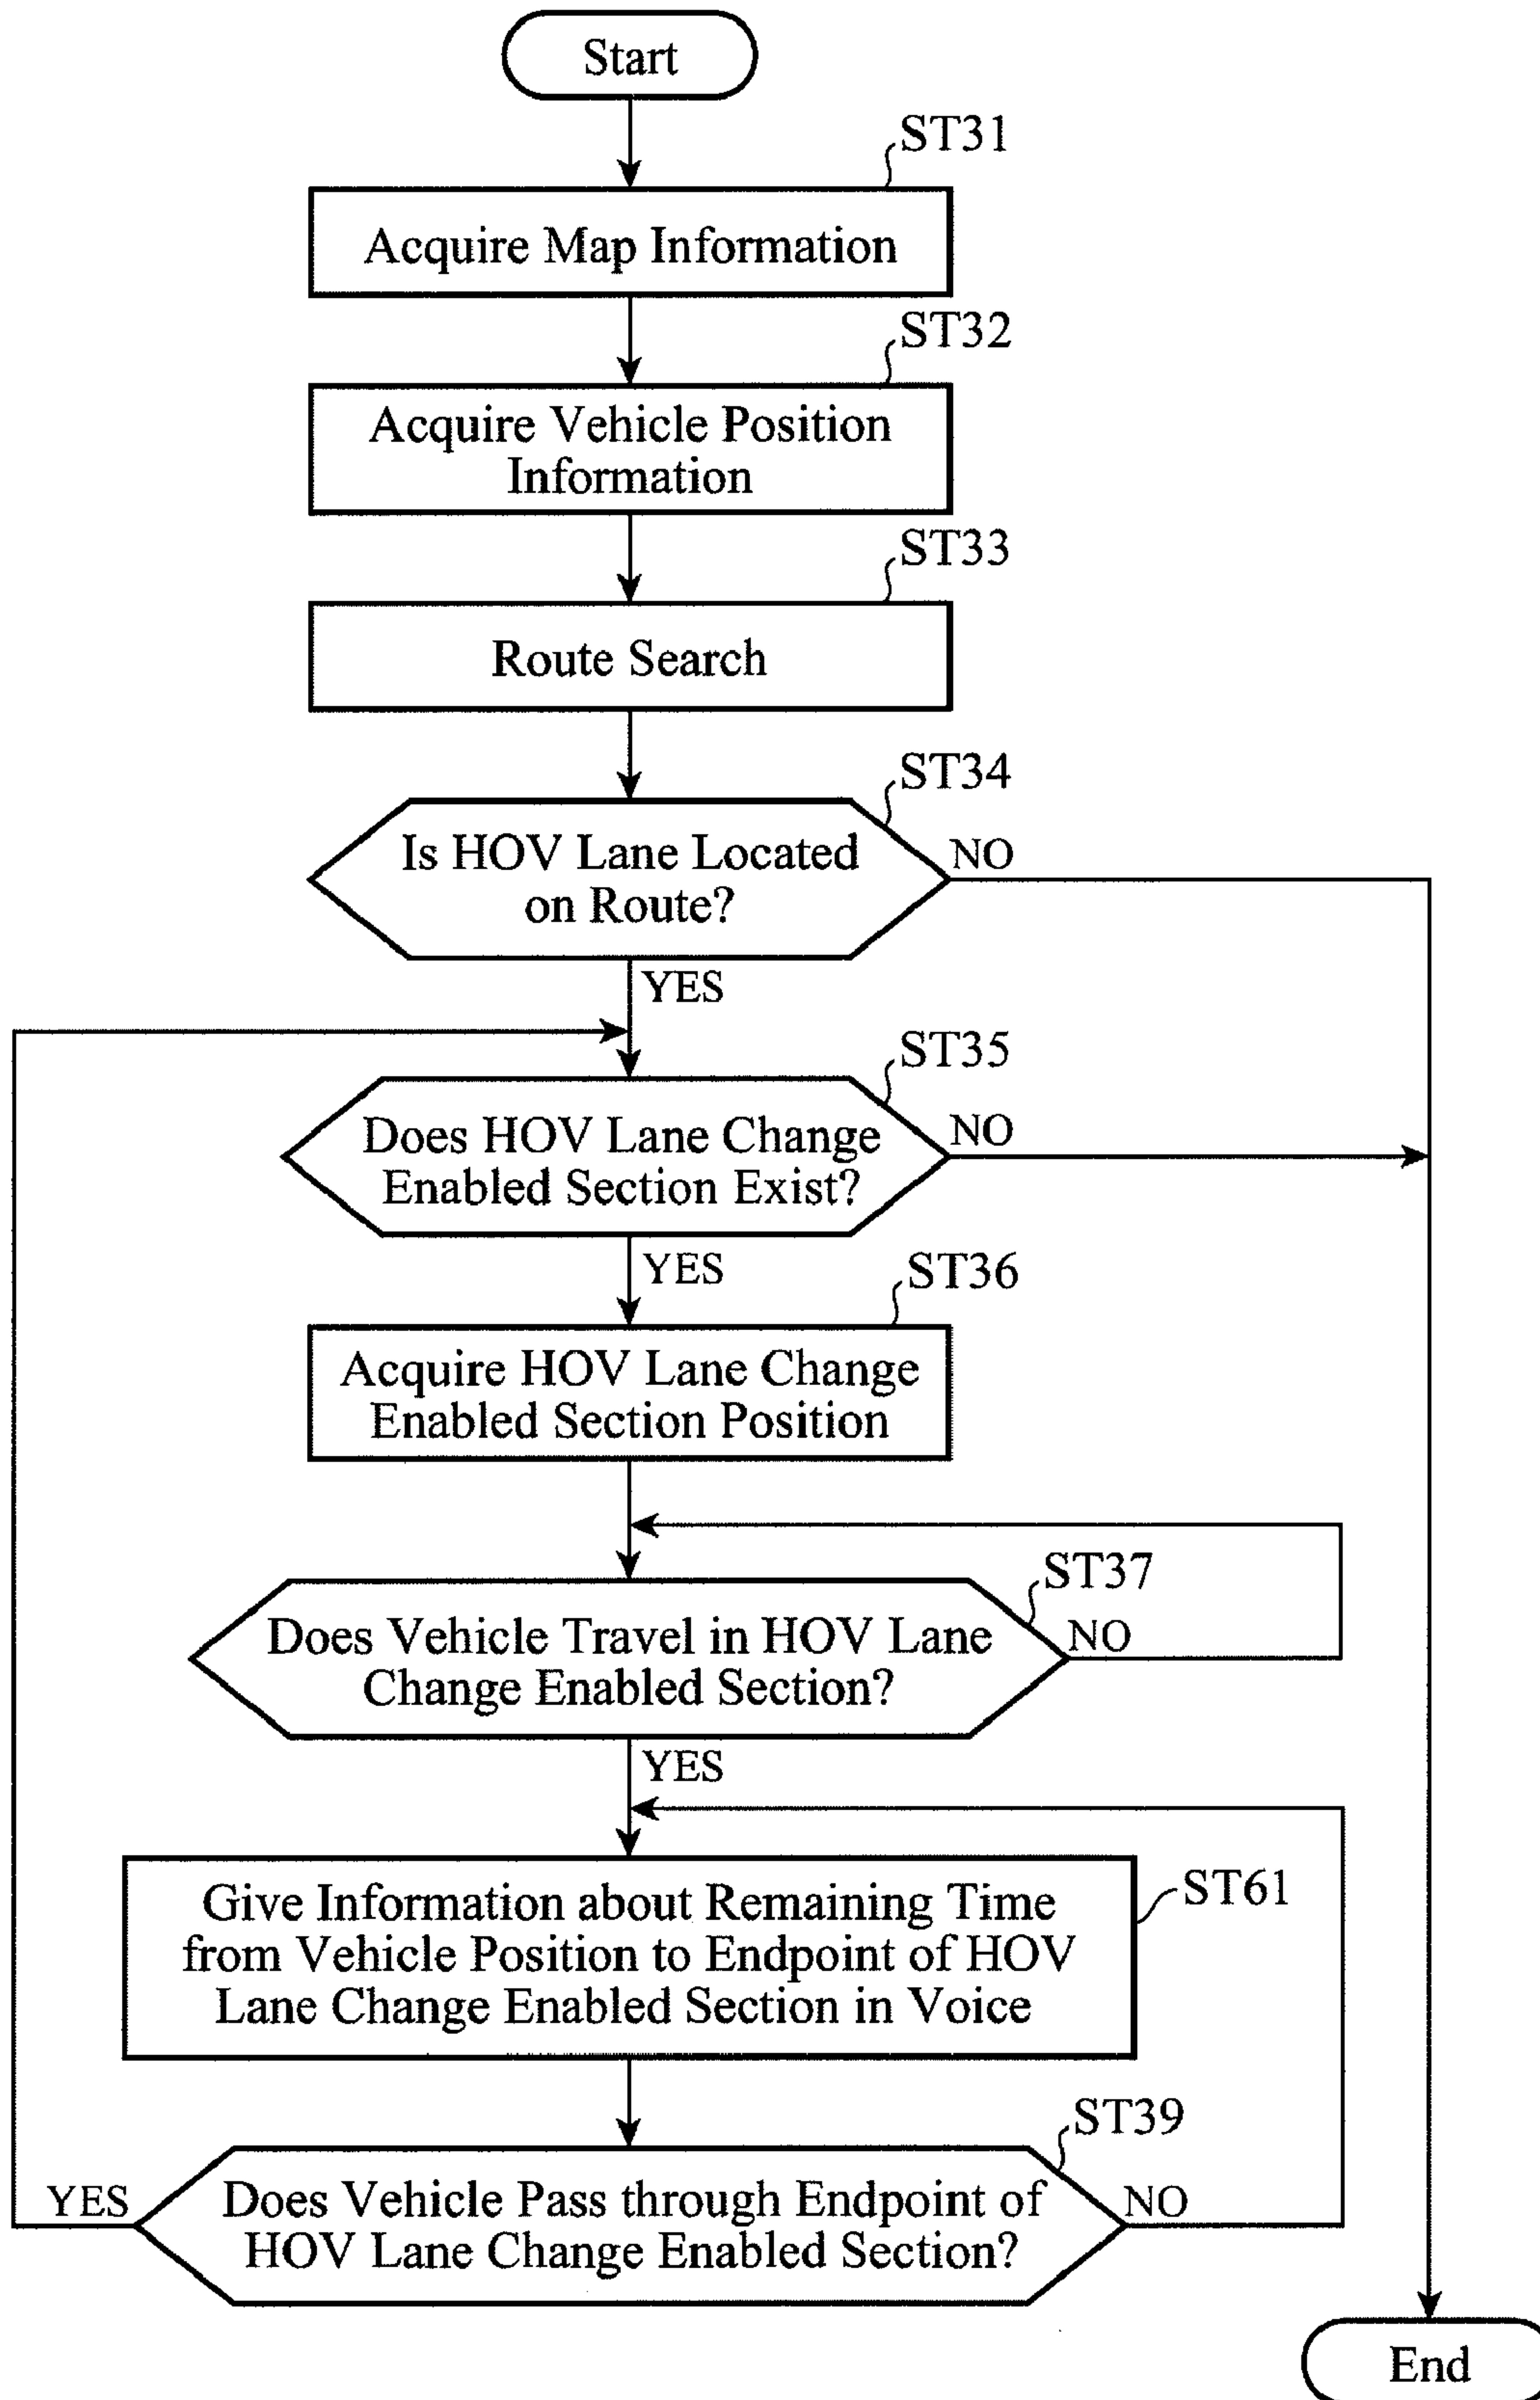 Start
ST31
Acquire Map Information
ST32
Acquire Vehicle Position
Information
ST33
Route Search
ST34
Is HOV Lane Located
on Route?
NO
YES
ST35
Does HOV Lane Change
Enabled Section Exist?
NO
YES
ST36
Acquire HOV Lane Change
Enabled Section Position
ST37
Does Vehicle Travel in HOV Lane
Change Enabled Section?
NO
YES
ST61
Give Information about Remaining Time
from Vehicle Position to Endpoint of HOV
Lane Change Enabled Section in Voice
ST39
YES
Does Vehicle Pass through Endpoint of
HOV Lane Change Enabled Section?
NO
End